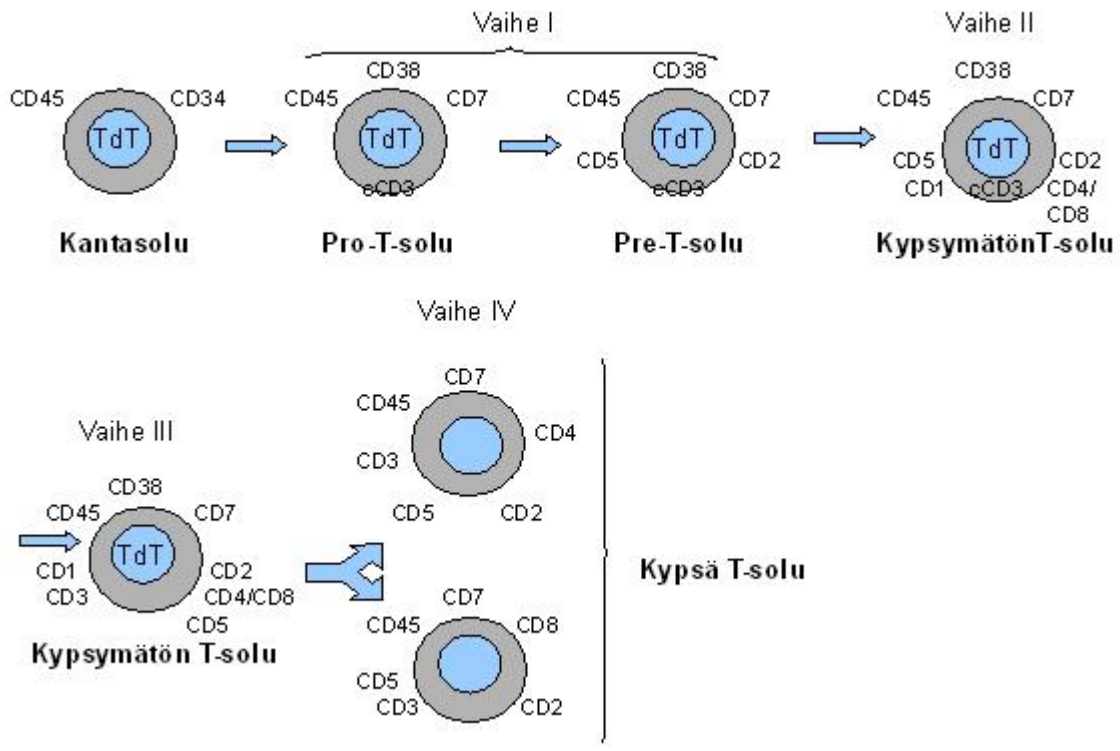 Vaihe I
Vaihe II
CD45
CD34
TdT
Kantasolu
CD38
CD45
CD7
TdT
cCD3
Pro-T-solu
CD38
CD45
CD7
TdT
CD5
CD2
cCD3
Pre-T-solu
CD38
CD45
CD7
TdT
CD5
CD2
CD1
cCD3
CD4/
CD8
KypsymätönT-solu
Vaihe III
CD38
CD45
CD7
TdT
CD1
CD2
CD3
CD4/CD8
CD5
Kypsymätön T-solu
Vaihe IV
CD7
CD45
CD4
CD3
CD5
CD2
CD7
CD45
CD8
CD5
CD3
CD2
Kypsä T-solu